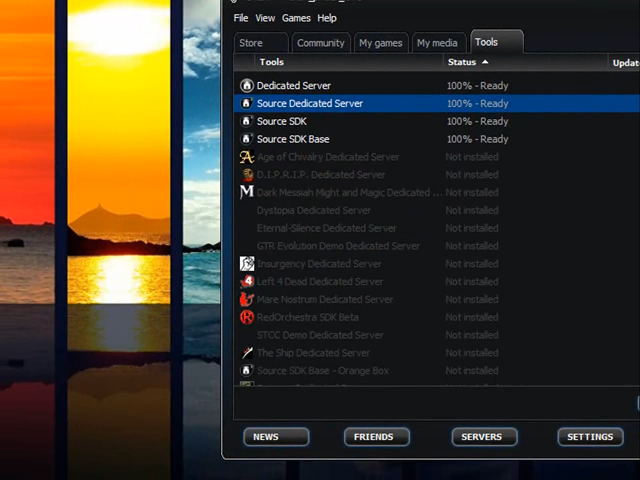 File View Games Help
Store Community My games My media Tools
Tools Status Update
Dedicated Server 100% - Ready
Source Dedicated Server 100% - Ready
Source SDK 100% - Ready
Source SDK Base 100% - Ready
Age of Chivalry Dedicated Server Not installed
D.I.P.R.I.P. Dedicated Server Not installed
Dark Messiah Might and Magic Dedicated ... Not installed
Dystopia Dedicated Server Not installed
Eternal-Silence Dedicated Server Not installed
GTR Evolution Demo Dedicated Server Not installed
Insurgency Dedicated Server Not installed
Left 4 Dead Dedicated Server Not installed
Mare Nostrum Dedicated Server Not installed
RedOrchestra SDK Beta Not installed
STCC Demo Dedicated Server Not installed
The Ship Dedicated Server Not installed
Source SDK Base - Orange Box Not installed
NEWS FRIENDS SERVERS SETTINGS